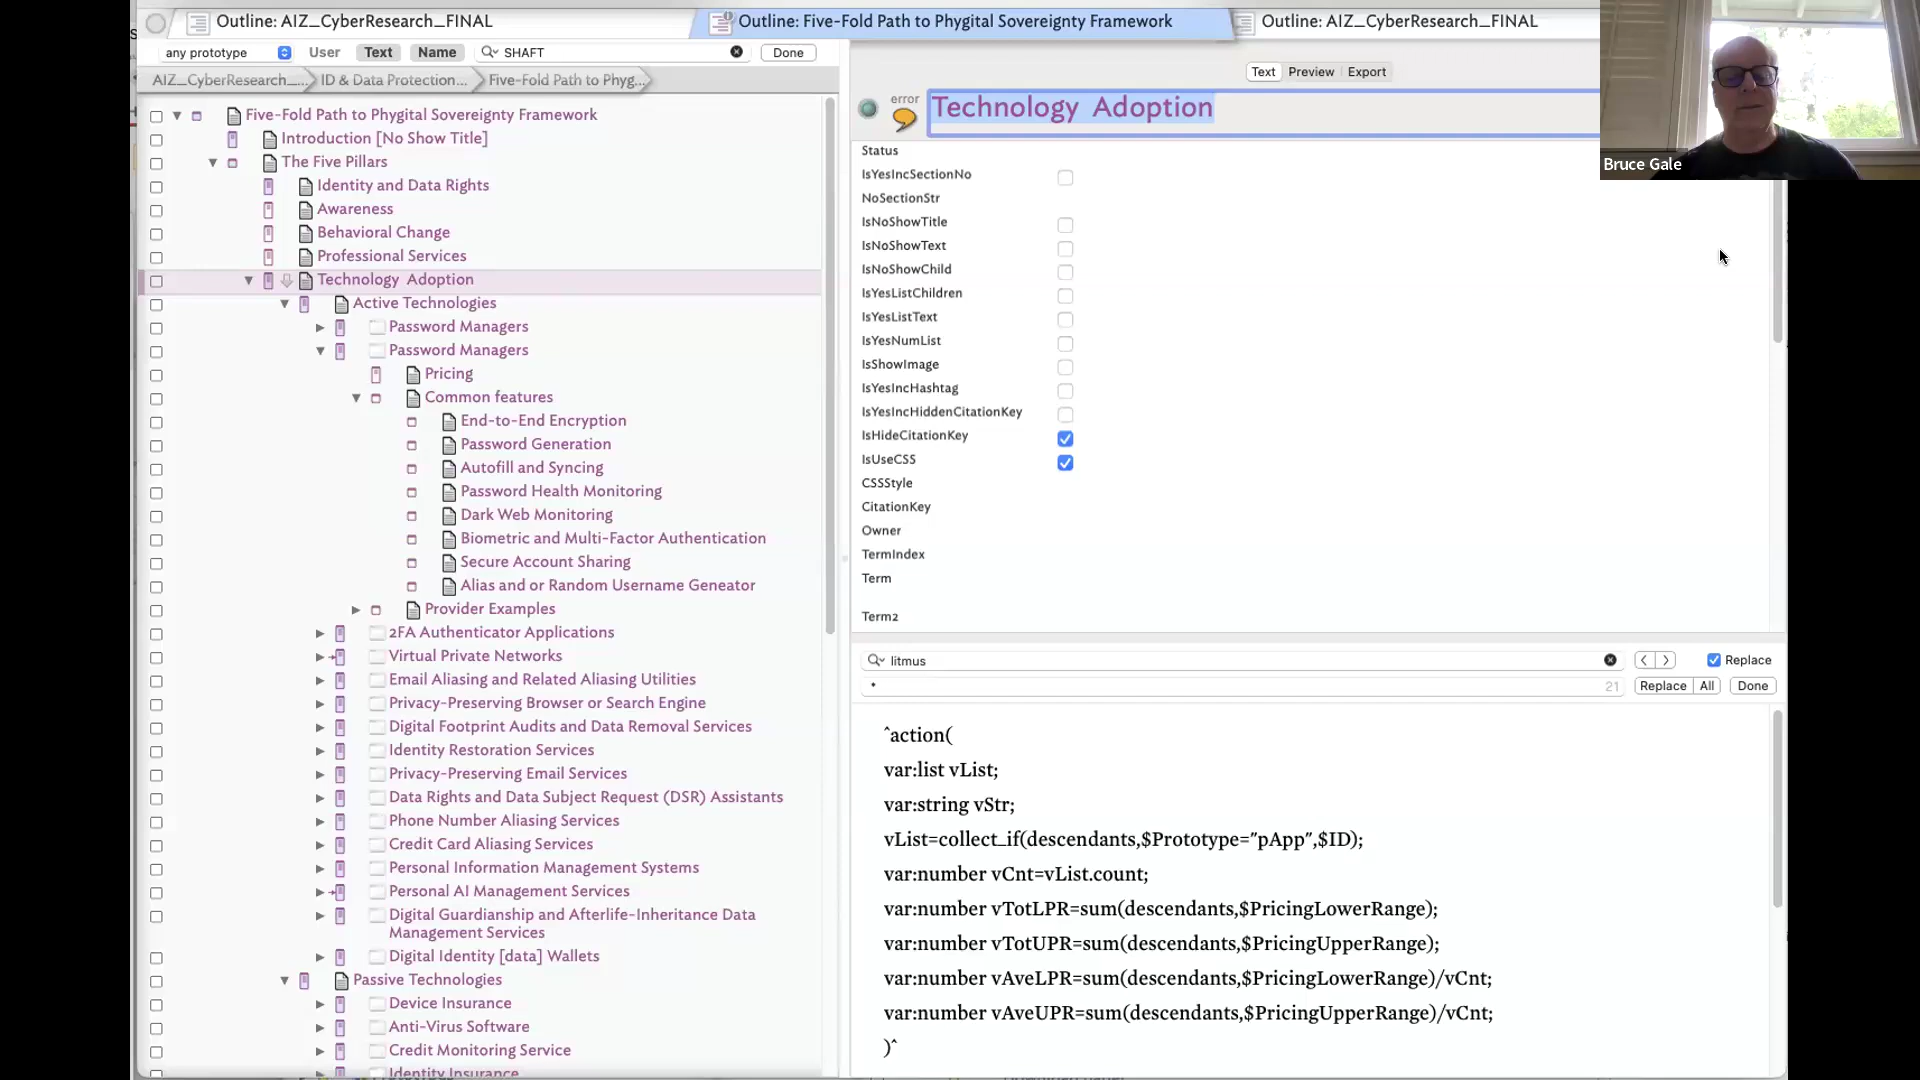 Outline: AIZ_CyberResearch_FINAL
Outline: Five-Fold Path to Phygital Sovereignty Framework
Outline: AIZ_CyberResearch_FINAL
any prototype
User
Text
Name
SHAFT
Done
AIZ_CyberResearch_...
ID & Data Protection...
Five-Fold Path to Phyg...
Five-Fold Path to Phygital Sovereignty Framework
Introduction [No Show Title]
The Five Pillars
Identity and Data Rights
Awareness
Behavioral Change
Professional Services
Technology Adoption
Active Technologies
Password Managers
Password Managers
Pricing
Common features
End-to-End Encryption
Password Generation
Autofill and Syncing
Password Health Monitoring
Dark Web Monitoring
Biometric and Multi-Factor Authentication
Secure Account Sharing
Alias and or Random Username Geneator
Provider Examples
2FA Authenticator Applications
Virtual Private Networks
Email Aliasing and Related Aliasing Utilities
Privacy-Preserving Browser or Search Engine
Digital Footprint Audits and Data Removal Services
Identity Restoration Services
Privacy-Preserving Email Services
Data Rights and Data Subject Request (DSR) Assistants
Phone Number Aliasing Services
Credit Card Aliasing Services
Personal Information Management Systems
Personal AI Management Services
Digital Guardianship and Afterlife-Inheritance Data
Management Services
Digital Identity [data] Wallets
Passive Technologies
Device Insurance
Anti-Virus Software
Credit Monitoring Service
Identity Insurance
Text
Preview
Export
error
Technology Adoption
Status
IsYesIncSectionNo
NoSectionStr
IsNoShowTitle
IsNoShowText
IsNoShowChild
IsYesListChildren
IsYesListText
IsYesNumList
IsShowImage
IsYesIncHashtag
IsYesIncHiddenCitationKey
IsHideCitationKey
IsUseCSS
CSSStyle
CitationKey
Owner
TermIndex
Term
Term2
litmus
Replace
21
Replace
All
Done
^action(
var:list vList;
var:string vStr;
vList=collect_if(descendants,$Prototype="pApp",$ID);
var:number vCnt=vList.count;
var:number vTotLPR=sum(descendants,$PricingLowerRange);
var:number vTotUPR=sum(descendants,$PricingUpperRange);
var:number vAveLPR=sum(descendants,$PricingLowerRange)/vCnt;
var:number vAveUPR=sum(descendants,$PricingUpperRange)/vCnt;
)^
Bruce Gale